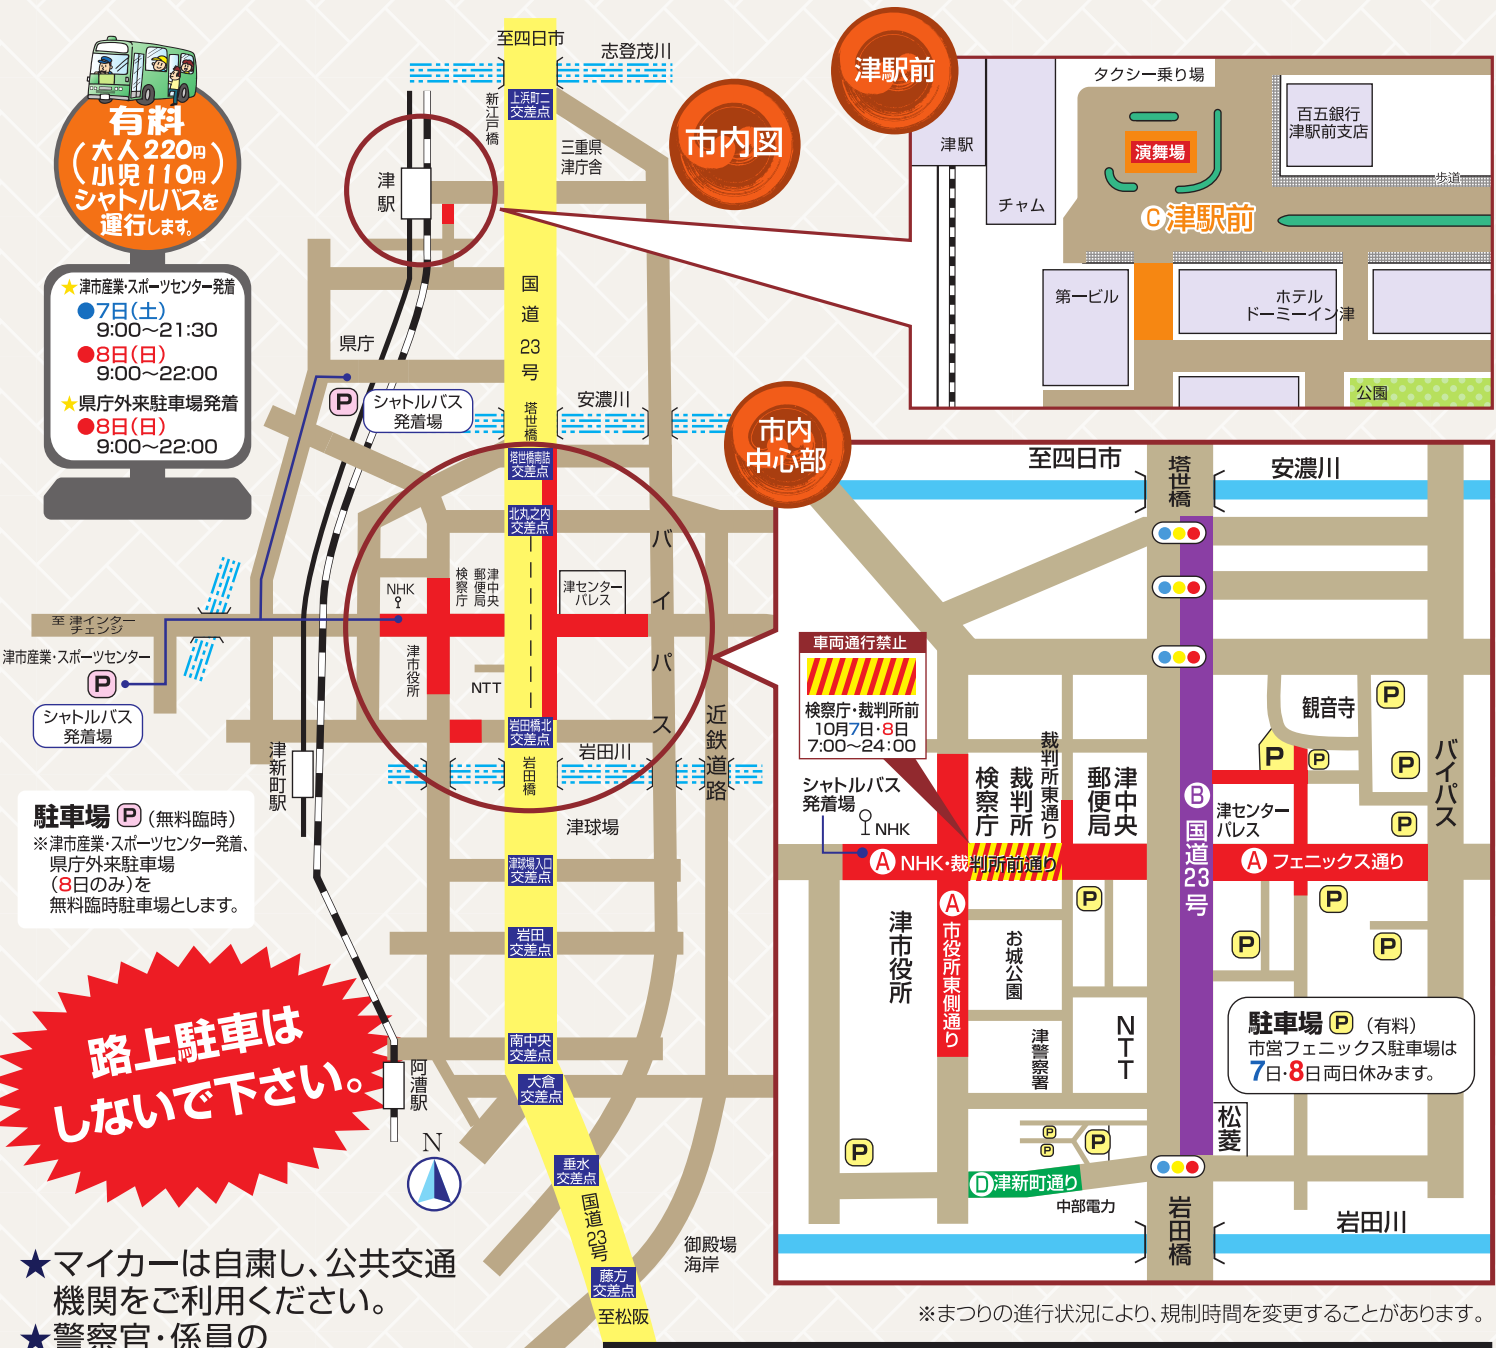 有料
（大人220円）
（小児110円）
シャトルバスを
運行します。
★津市産業・スポーツセンター発着
●7日（土）
9:00〜21:30
●8日（日）
9:00〜22:00
★県庁外来駐車場発着
●8日（日）
9:00〜22:00
市内図
至四日市
志登茂川
上浜町二
交差点
新江戸橋
三重県
津庁舎
津駅
国道23号
県庁
P
シャトルバス
発着場
安濃川
塔世橋
塔世橋南詰
交差点
北丸之内
交差点
バイパス
NHK
検察庁
津中央
郵便局
津センター
パレス
至 津インター
チェンジ
津市産業・スポーツセンター
P
シャトルバス
発着場
津市役所
NTT
岩田橋北
交差点
近鉄道路
岩田川
岩田橋
津新町駅
津球場
津球場入口
交差点
岩田
交差点
南中央
交差点
大倉
交差点
阿漕駅
N
垂水
交差点
国道23号
御殿場
海岸
藤方
交差点
至松阪
駐車場 P （無料臨時）
※津市産業・スポーツセンター発着、
県庁外来駐車場
（8日のみ）を
無料臨時駐車場とします。
路上駐車は
しないで下さい。
★マイカーは自粛し、公共交通
機関をご利用ください。
★警察官・係員の
津駅前
タクシー乗り場
津駅
チャム
演舞場
百五銀行
津駅前支店
歩道
C津駅前
第一ビル
ホテル
ドーミーイン津
公園
市内
中心部
至四日市
塔世橋
安濃川
車両通行禁止
検察庁・裁判所前
10月7日・8日
7:00〜24:00
シャトルバス
発着場
NHK
検察庁
裁判所
裁判所東通り
津中央
郵便局
観音寺
P
P
P
P
P
バイパス
津センター
パレス
B 国道23号
A NHK・裁判所前通り
A フェニックス通り
A 市役所東側通り
津市役所
お城公園
P
P
P
P
津警察署
NTT
駐車場 P （有料）
市営フェニックス駐車場は
7日・8日両日休みます。
松菱
P
P
P
P
D津新町通り
中部電力
岩田橋
岩田川
※まつりの進行状況により、規制時間を変更することがあります。